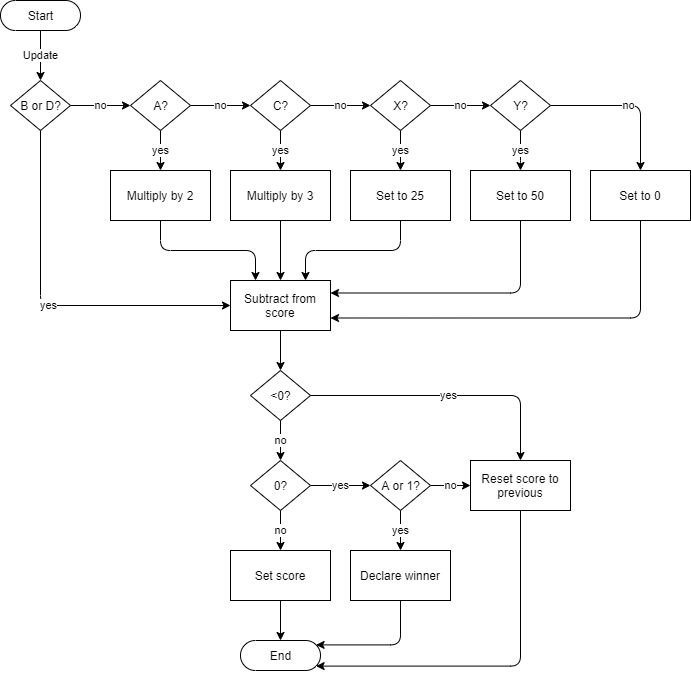 Start
Update
B or D?
no
A?
no
C?
no
X?
no
Y?
no
yes
yes
yes
yes
yes
Multiply by 2
Multiply by 3
Set to 25
Set to 50
Set to 0
Subtract from
score
<0?
yes
no
0?
yes
A or 1?
no
Reset score to
previous
no
yes
Set score
Declare winner
End